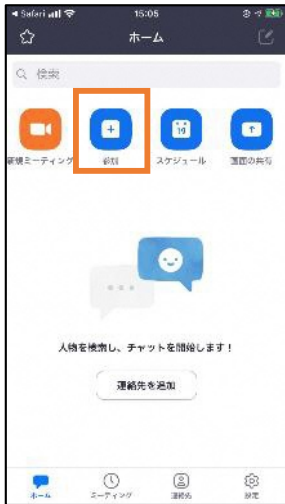 Safari 15:05
ホーム
検索
新規ミーティング 参加 スケジュール 画面の共有
19
人物を検索し、チャットを開始します！
連絡先を追加
ホーム ミーティング 連絡先 設定